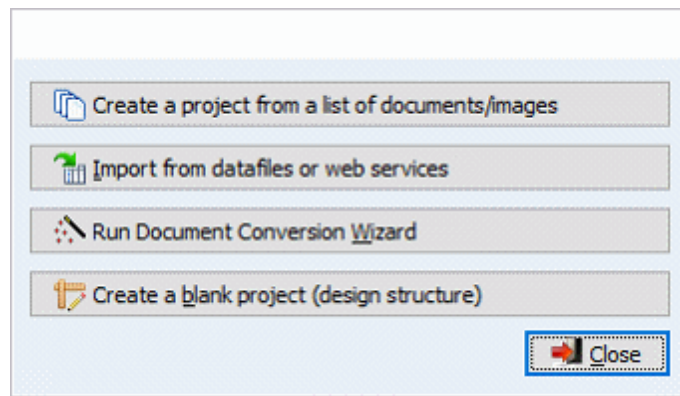 Create a project from a list of documents/images
Import from datafiles or web services
Run Document Conversion Wizard
Create a blank project (design structure)
Close